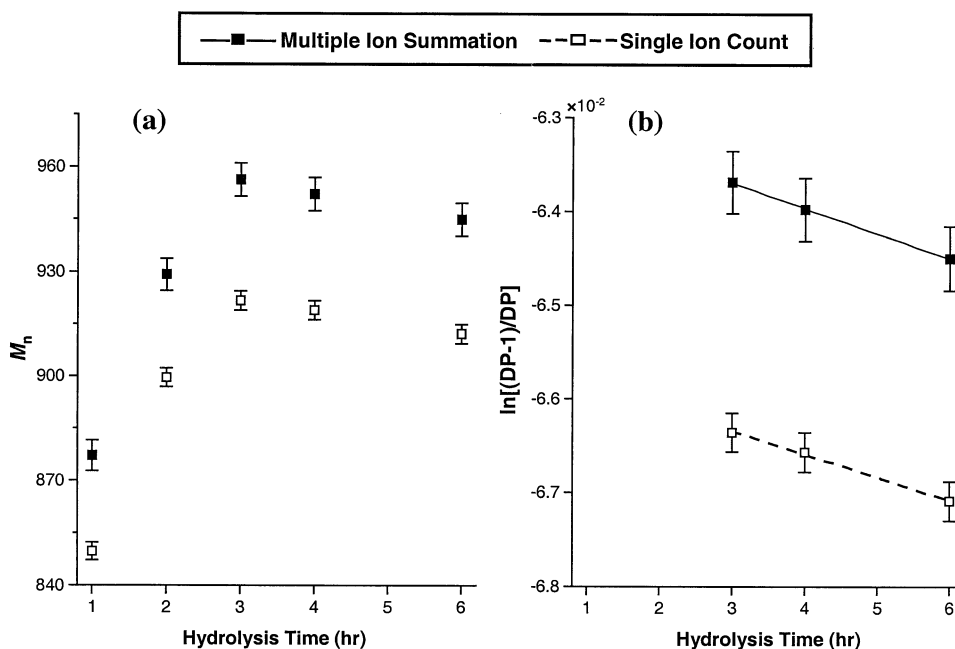 Multiple Ion Summation Single Ion Count
(a)
960
930
900
870
840
Mn
1 2 3 4 5 6
Hydrolysis Time (hr)
×10-2
(b)
-6.3
-6.4
-6.5
-6.6
-6.7
-6.8
ln[(DP-1)/DP]
1 2 3 4 5 6
Hydrolysis Time (hr)